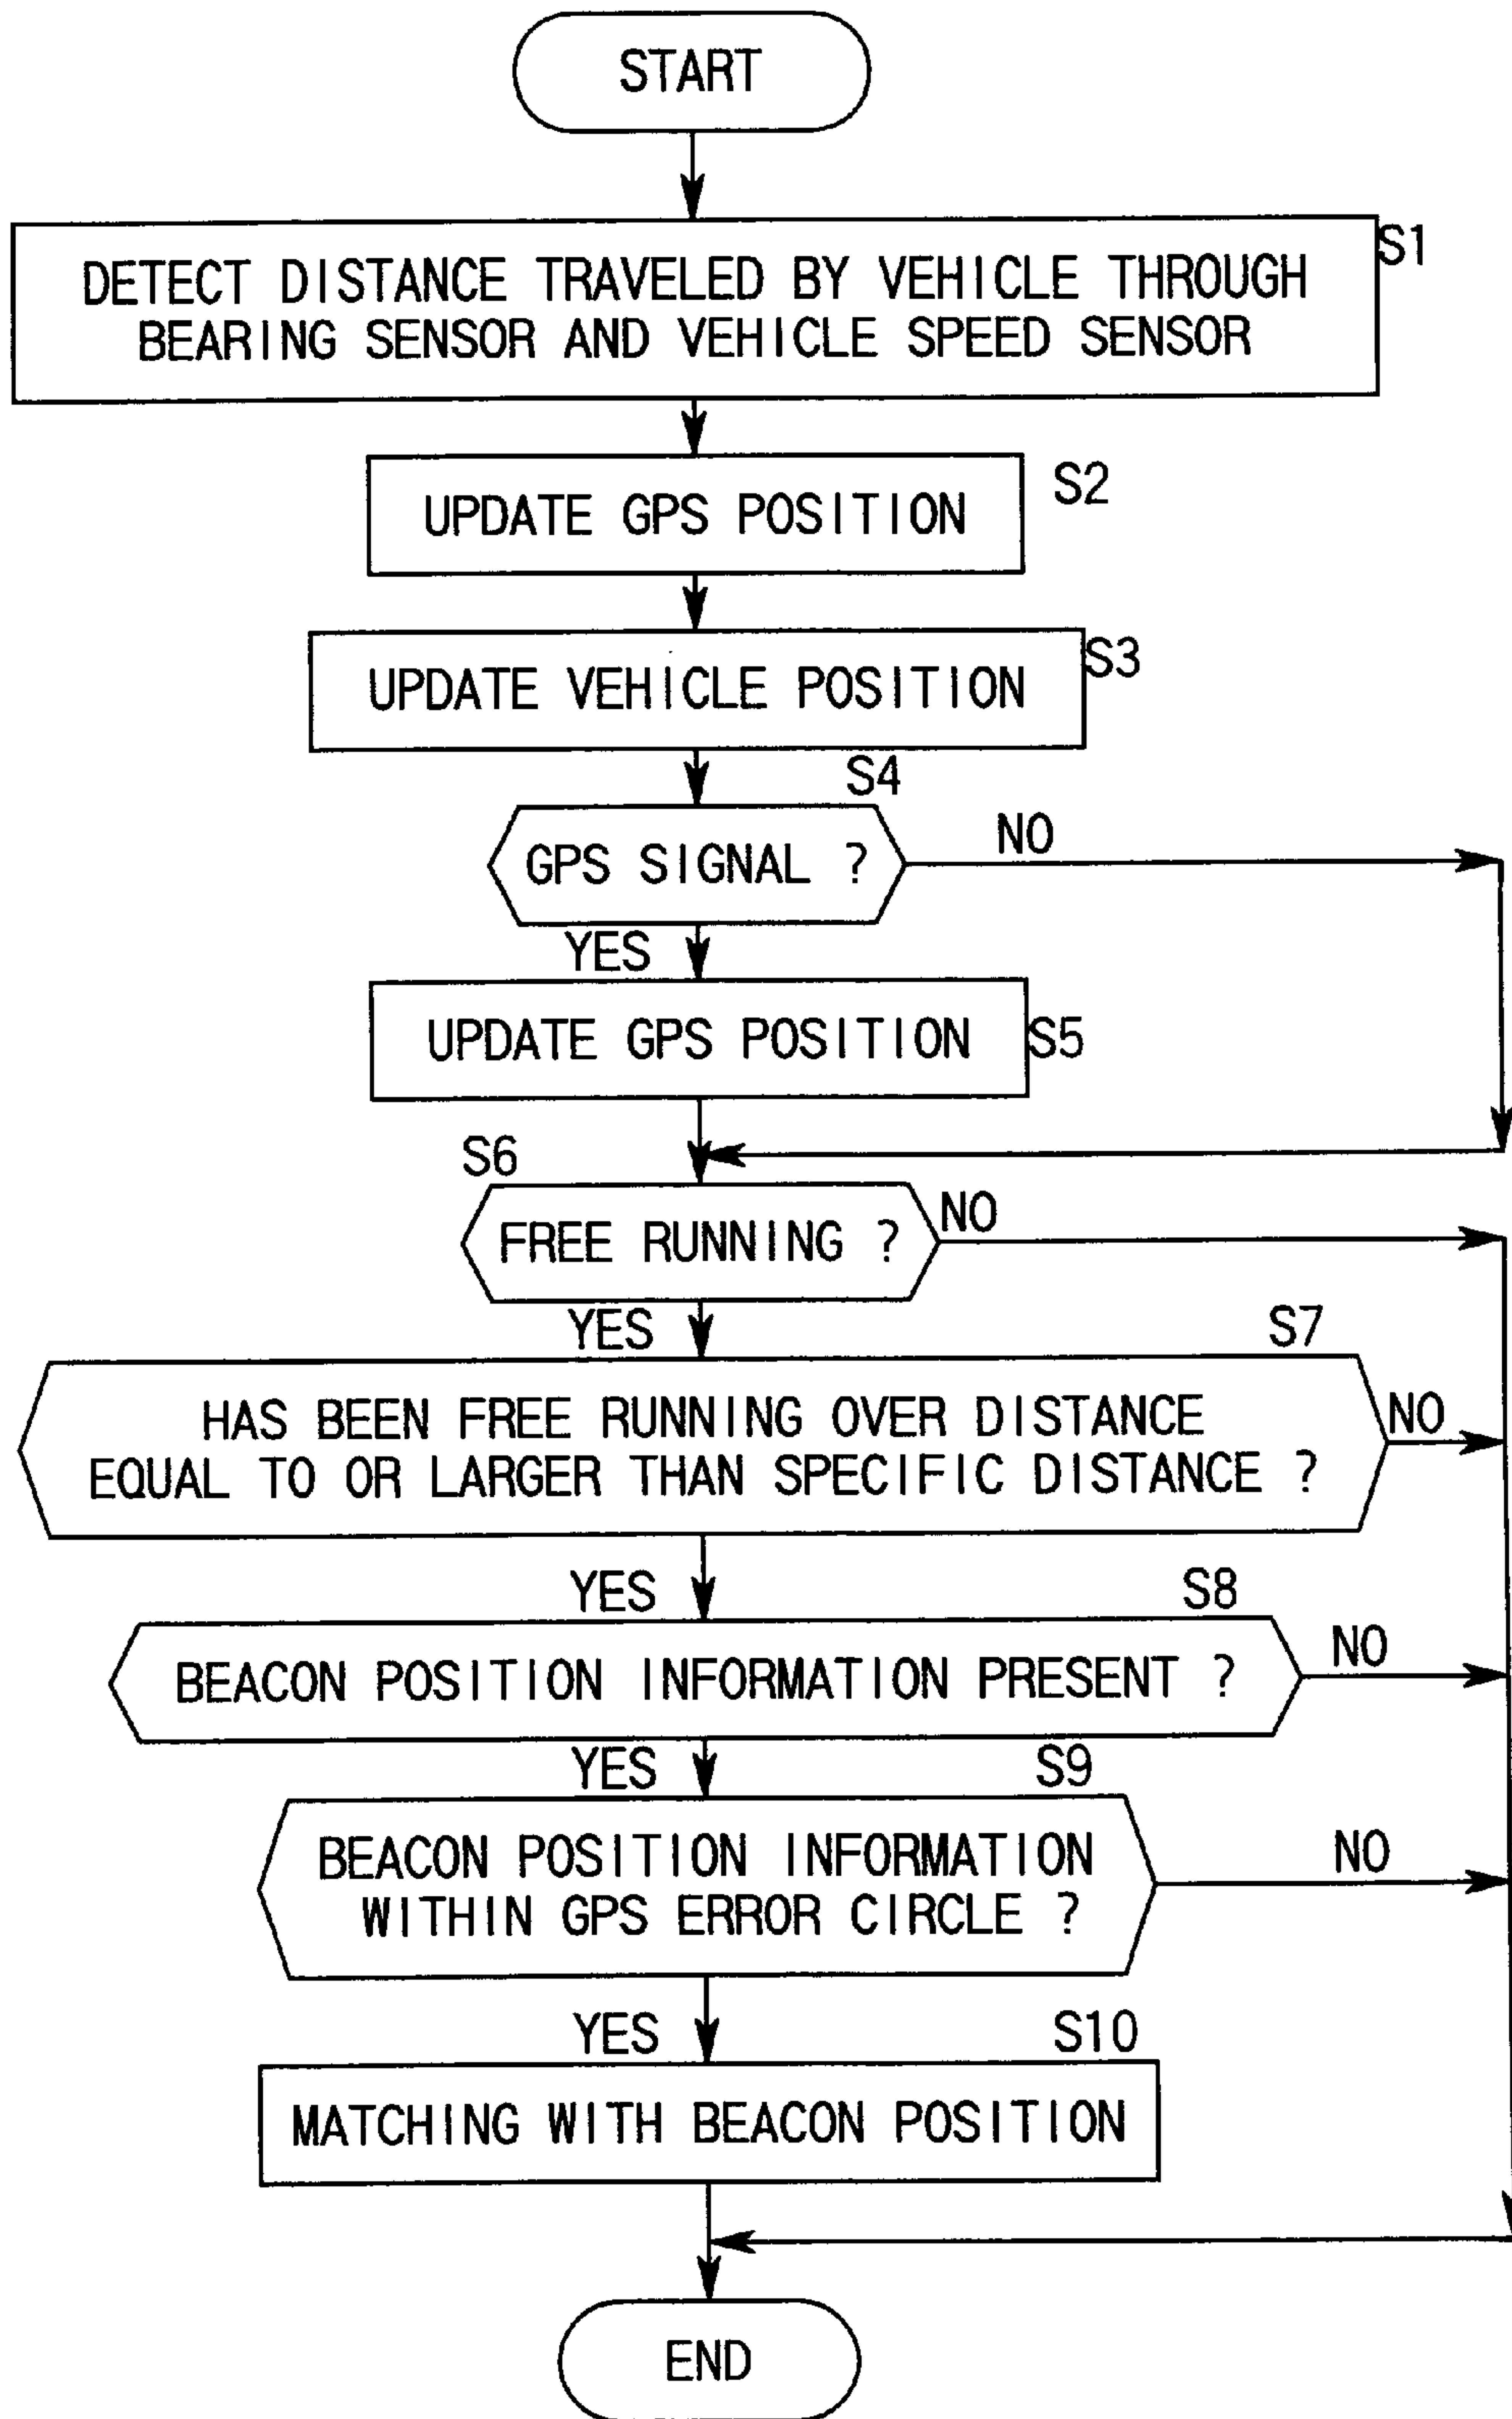 START
S1
DETECT DISTANCE TRAVELED BY VEHICLE THROUGH
BEARING SENSOR AND VEHICLE SPEED SENSOR
S2
UPDATE GPS POSITION
S3
UPDATE VEHICLE POSITION
S4
GPS SIGNAL ?
NO
YES
UPDATE GPS POSITION
S5
S6
FREE RUNNING ?
NO
YES
S7
HAS BEEN FREE RUNNING OVER DISTANCE
EQUAL TO OR LARGER THAN SPECIFIC DISTANCE ?
NO
YES
S8
BEACON POSITION INFORMATION PRESENT ?
NO
YES
S9
BEACON POSITION INFORMATION
WITHIN GPS ERROR CIRCLE ?
NO
YES
S10
MATCHING WITH BEACON POSITION
END